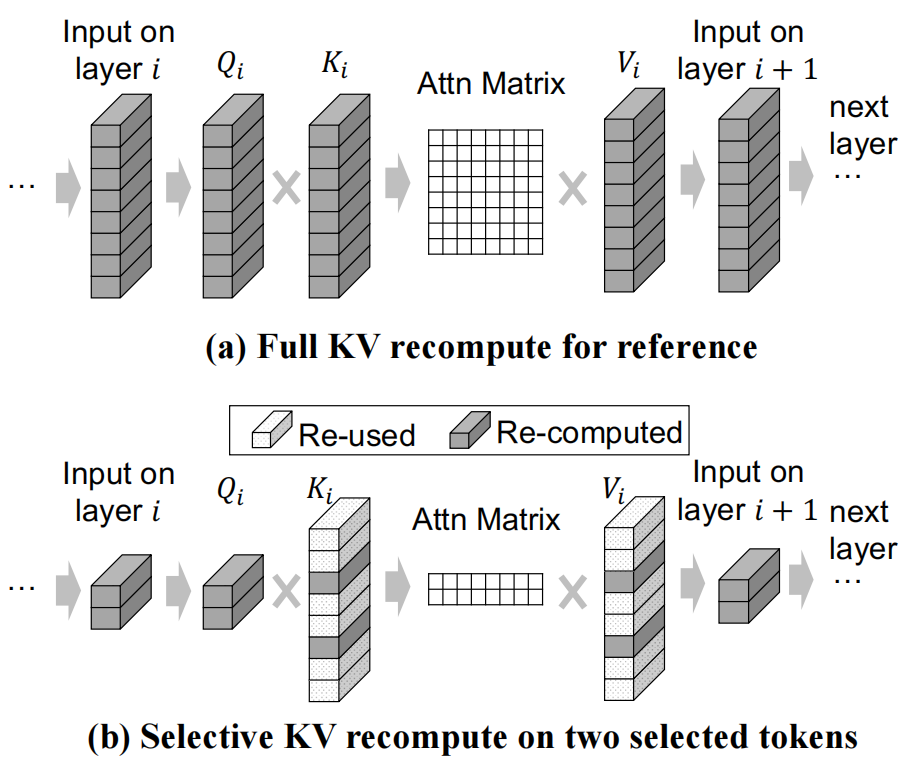 Input on
layer i
Q_i
K_i
Attn Matrix
V_i
Input on
layer i + 1
next
layer
...
...
(a) Full KV recompute for reference
Re-used
Re-computed
Input on
layer i
Q_i
K_i
Attn Matrix
V_i
Input on
layer i + 1
next
layer
...
...
(b) Selective KV recompute on two selected tokens